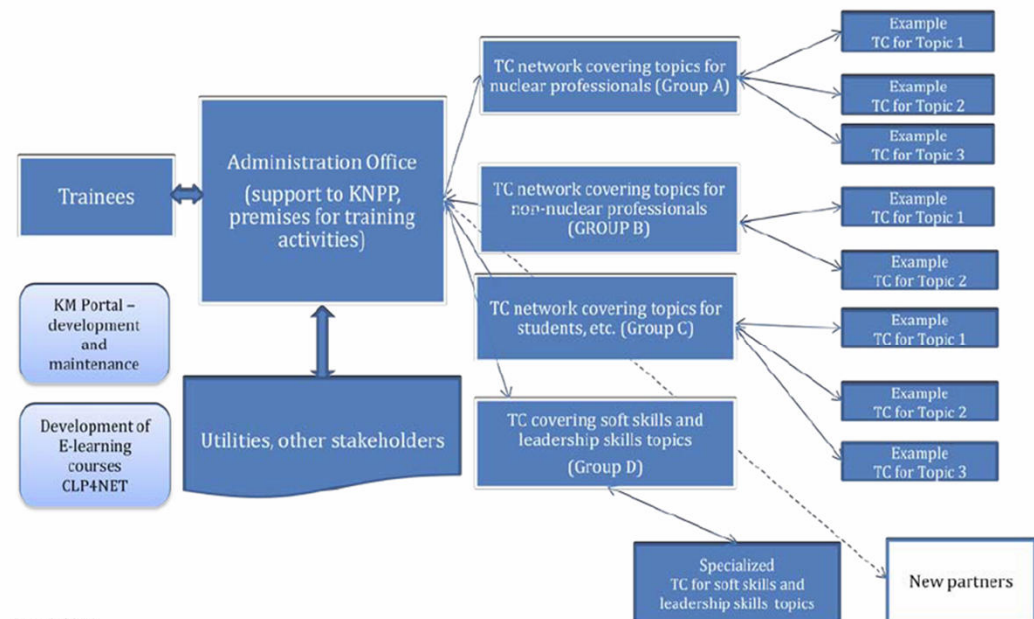 Trainees
KM Portal –
development
and
maintenance
Development of
E-learning
courses
CLP4NET
Administration Office
(support to KNPP,
premises for training
activities)
Utilities, other stakeholders
TC network covering topics for
nuclear professionals (Group A)
TC network covering topics for
non-nuclear professionals
(GROUP B)
TC network covering topics for
students, etc. (Group C)
TC covering soft skills and
leadership skills topics
(Group D)
Example
TC for Topic 1
Example
TC for Topic 2
Example
TC for Topic 3
Example
TC for Topic 1
Example
TC for Topic 2
Example
TC for Topic 1
Example
TC for Topic 2
Example
TC for Topic 3
Specialized
TC for soft skills and
leadership skills topics
New partners